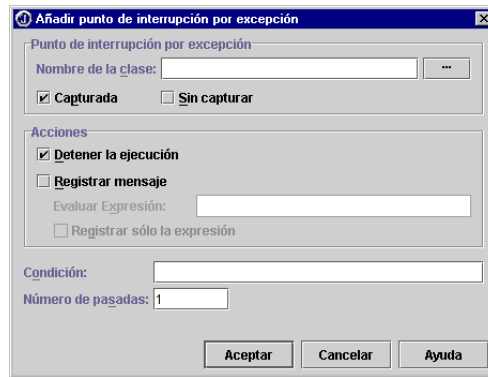 Añadir punto de interrupción por excepción
Punto de interrupción por excepción
Nombre de la clase: ...
Capturada Sin capturar
Acciones
Detener la ejecución
Registrar mensaje
Evaluar Expresión:
Registrar sólo la expresión
Condición:
Número de pasadas: 1
Aceptar Cancelar Ayuda